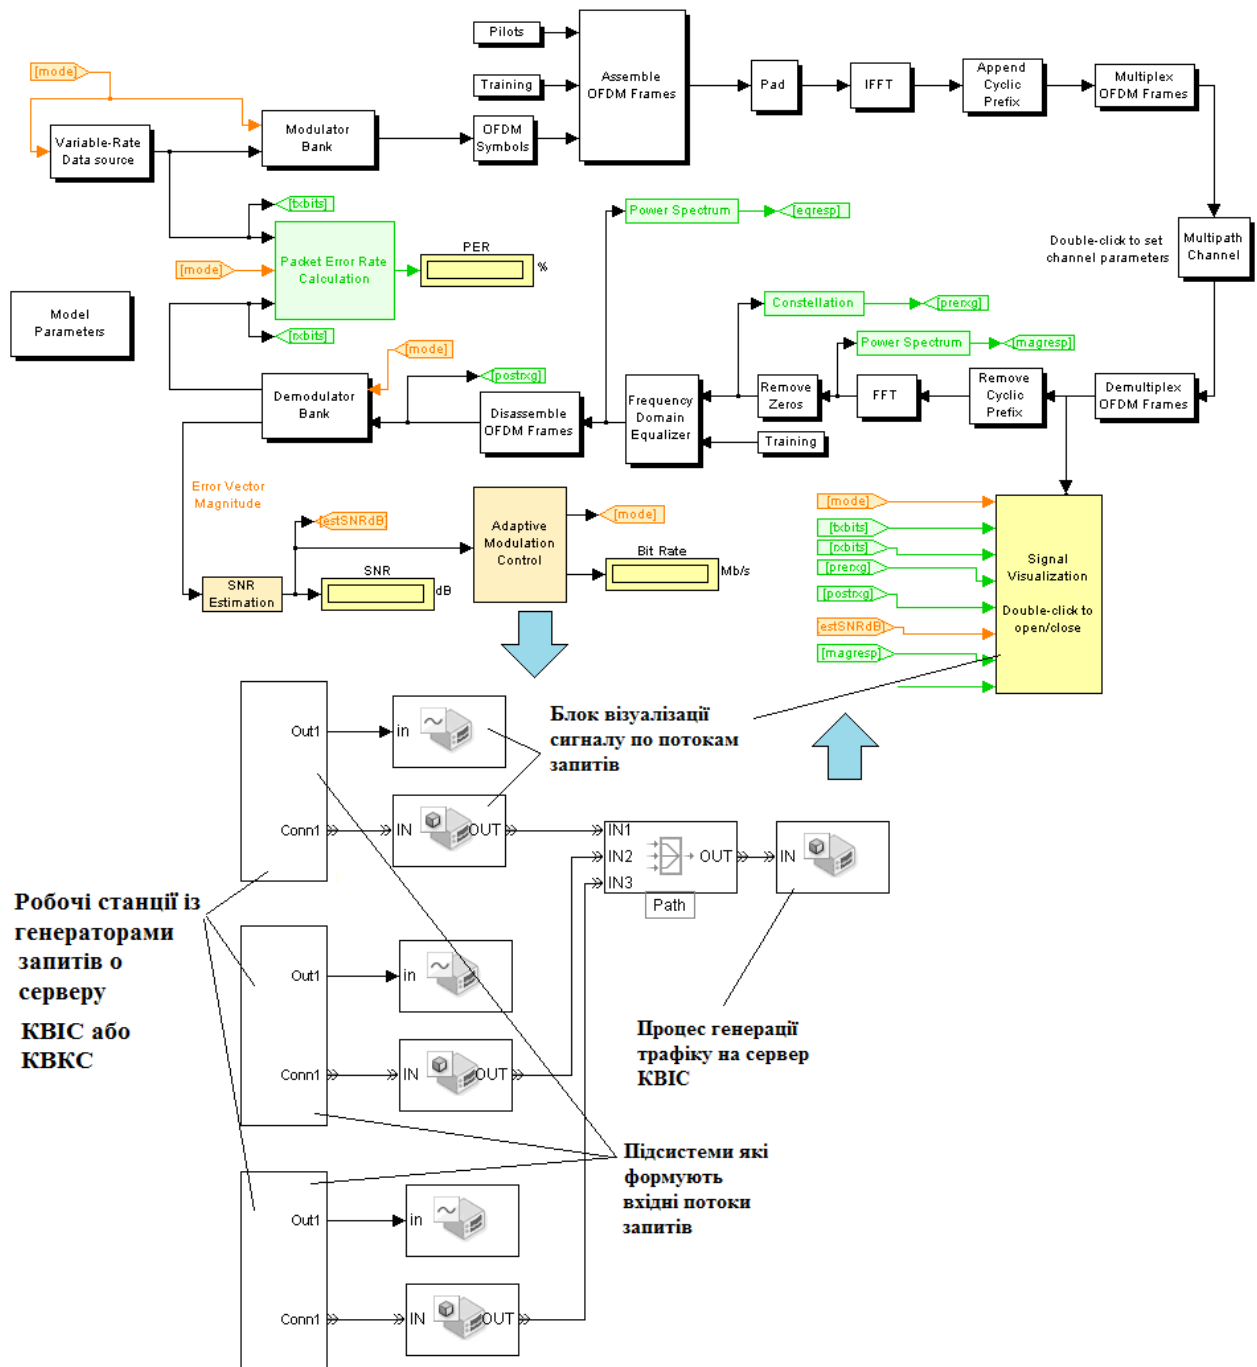 Pilots
Training
OFDM
Symbols
Assemble
OFDM Frames
Pad
IFFT
Append
Cyclic
Prefix
Multiplex
OFDM Frames
[mode]
Variable-Rate
Data source
Modulator
Bank
[txbits]
Packet Error Rate
Calculation
[mode]
[rxbits]
PER
%
Power Spectrum
[eqresp]
Double-click to set
channel parameters
Multipath
Channel
Model
Parameters
Constellation
[prerxg]
Power Spectrum
[magresp]
[mode]
[postrxg]
Demodulator
Bank
Disassemble
OFDM Frames
Frequency
Domain
Equalizer
Remove
Zeros
FFT
Remove
Cyclic
Prefix
Demultiplex
OFDM Frames
Training
Error Vector
Magnitude
[estSNRdB]
SNR
Estimation
SNR
dB
Adaptive
Modulation
Control
[mode]
Bit Rate
Mb/s
[mode]
[txbits]
[rxbits]
[prerxg]
[postrxg]
estSNRdB]
[magresp]
Signal
Visualization
Double-click to
open/close
Out1
in
Conn1
IN
OUT
Блок візуалізації
сигналу по потокам
запитів
IN1
IN2
IN3
OUT
Path
IN
Робочі станції із
генераторами
запитів о
серверу
КВІС або
КВКС
Out1
in
Conn1
IN
OUT
Процес генерації
трафіку на сервер
КВІС
Підсистеми які
формують
вхідні потоки
запитів
Out1
in
Conn1
IN
OUT